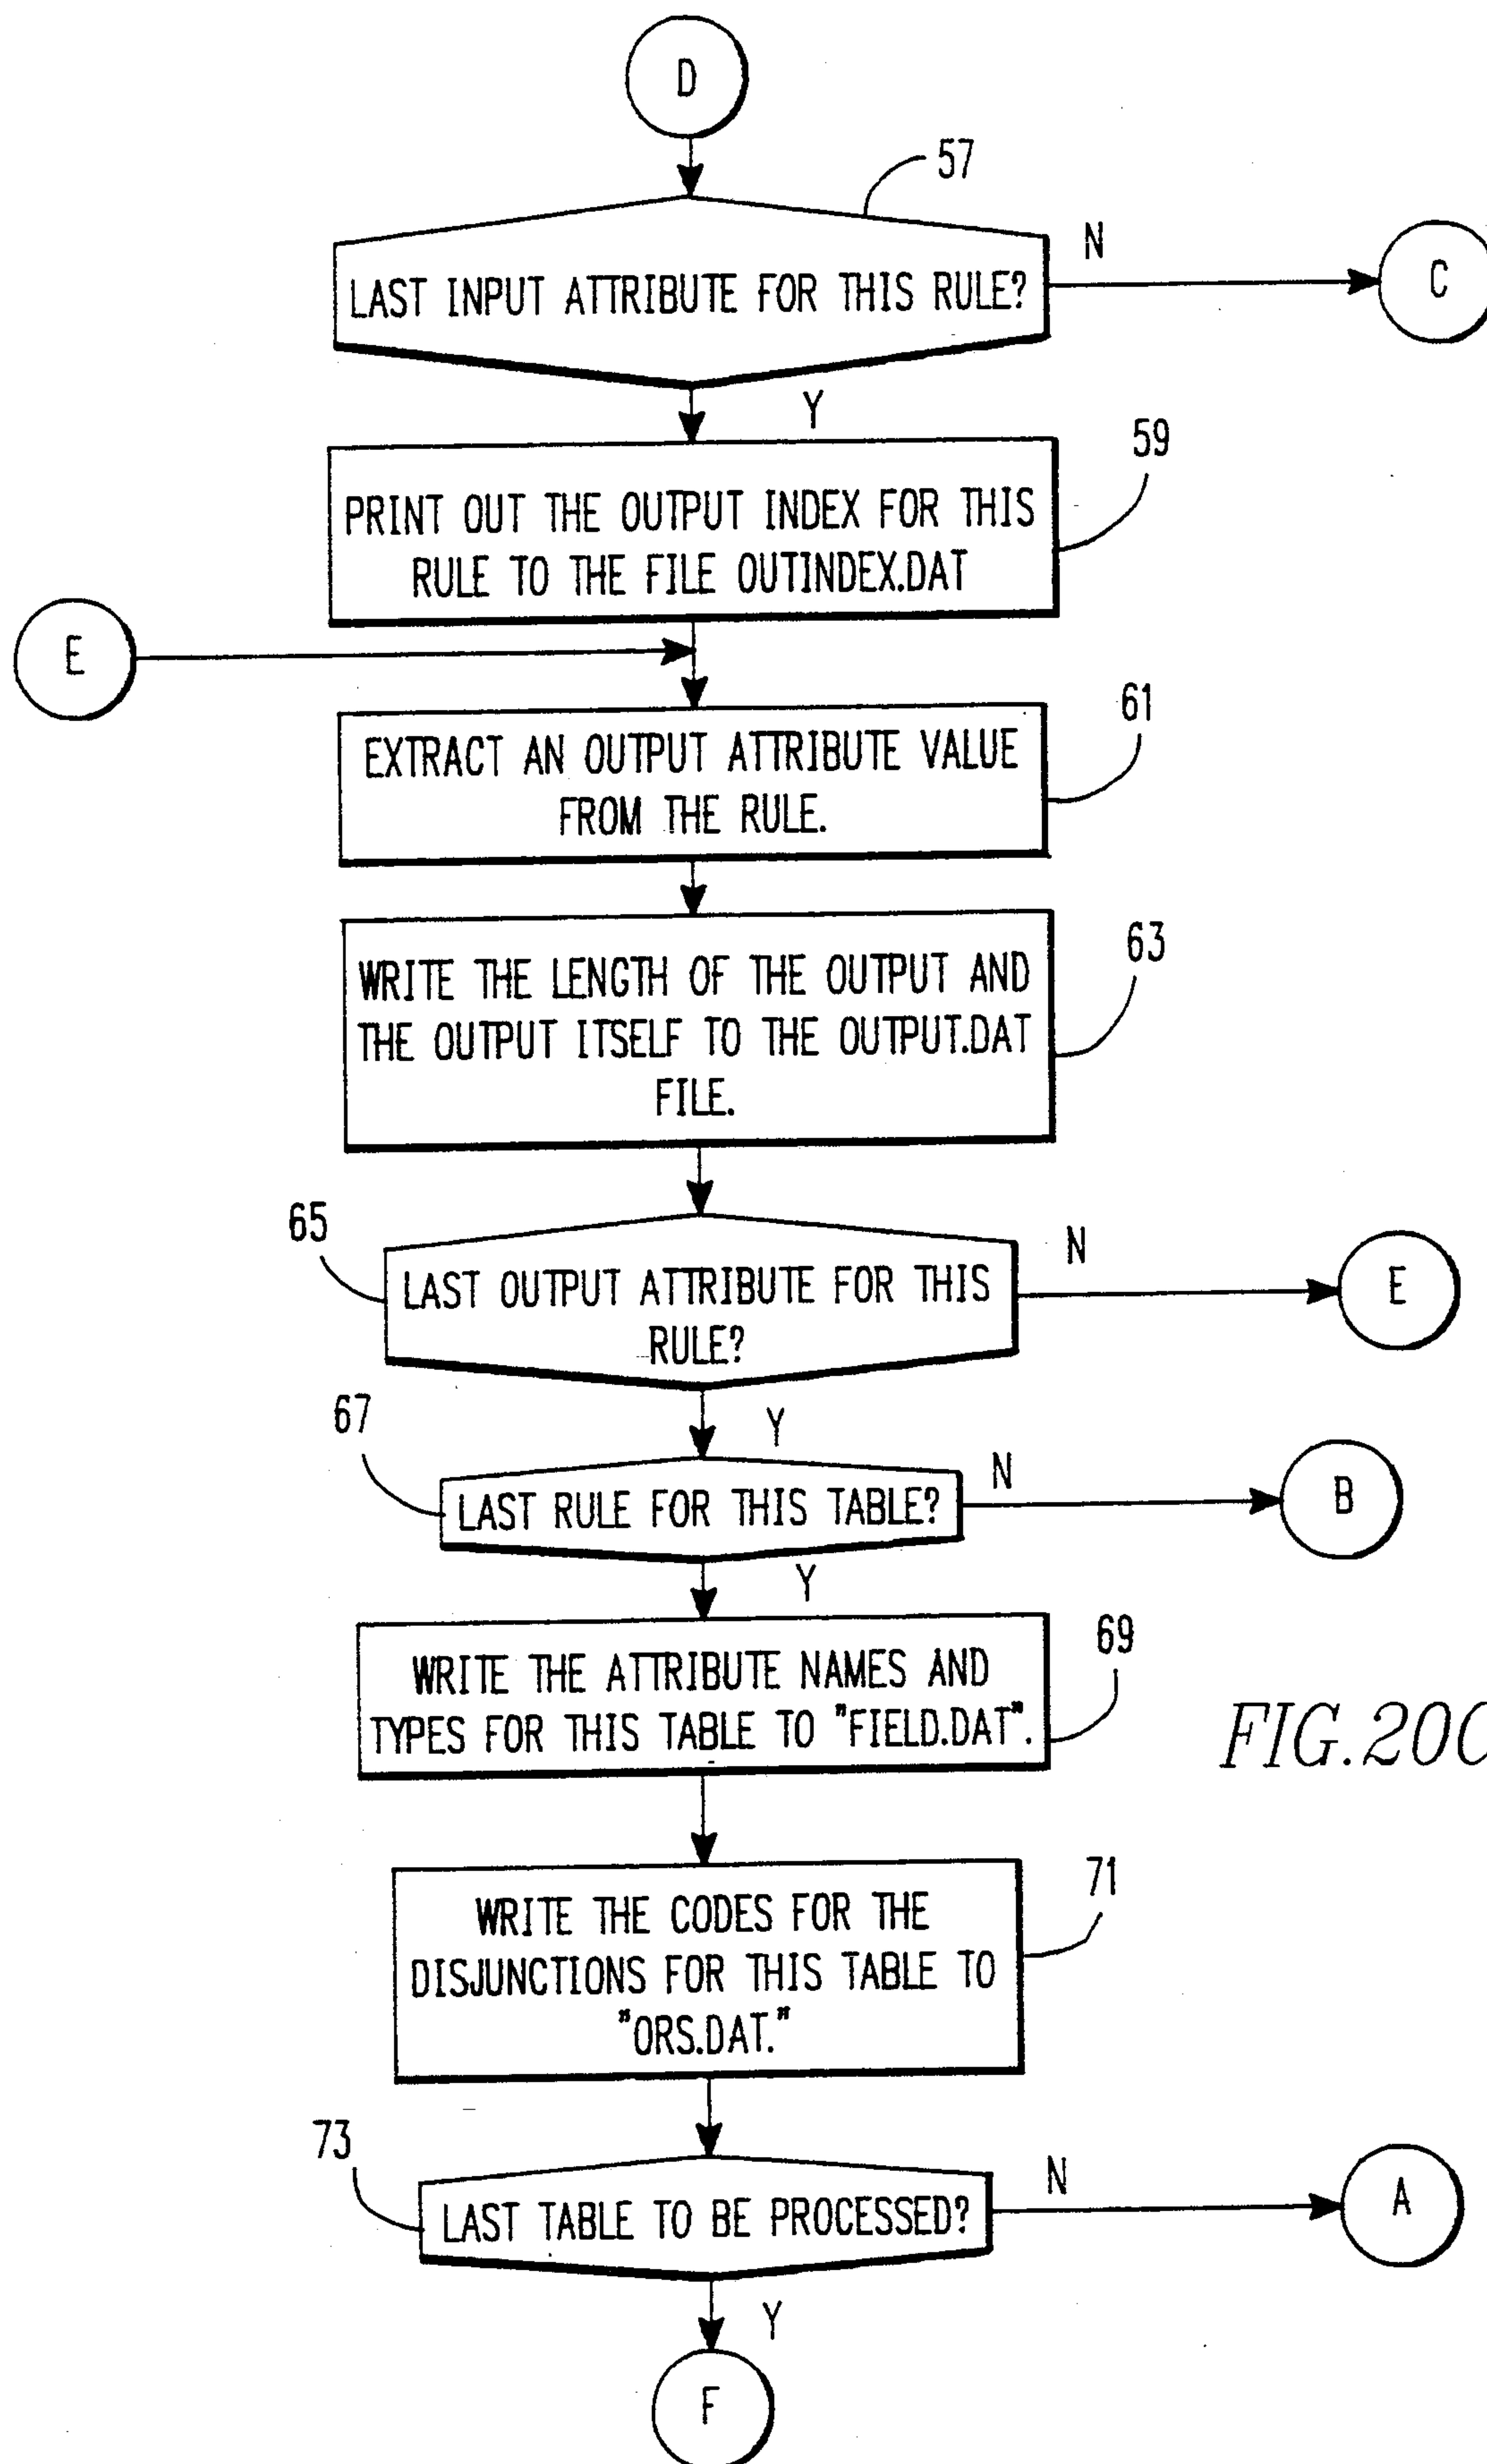 D
57
N
LAST INPUT ATTRIBUTE FOR THIS RULE?
C
Y
59
PRINT OUT THE OUTPUT INDEX FOR THIS
RULE TO THE FILE OUTINDEX.DAT
E
61
EXTRACT AN OUTPUT ATTRIBUTE VALUE
FROM THE RULE.
63
WRITE THE LENGTH OF THE OUTPUT AND
THE OUTPUT ITSELF TO THE OUTPUT.DAT
FILE.
65
N
LAST OUTPUT ATTRIBUTE FOR THIS
RULE?
E
67
Y
N
LAST RULE FOR THIS TABLE?
B
Y
69
WRITE THE ATTRIBUTE NAMES AND
TYPES FOR THIS TABLE TO "FIELD.DAT".
FIG.20C
71
WRITE THE CODES FOR THE
DISJUNCTIONS FOR THIS TABLE TO
"ORS.DAT."
73
N
LAST TABLE TO BE PROCESSED?
A
Y
F